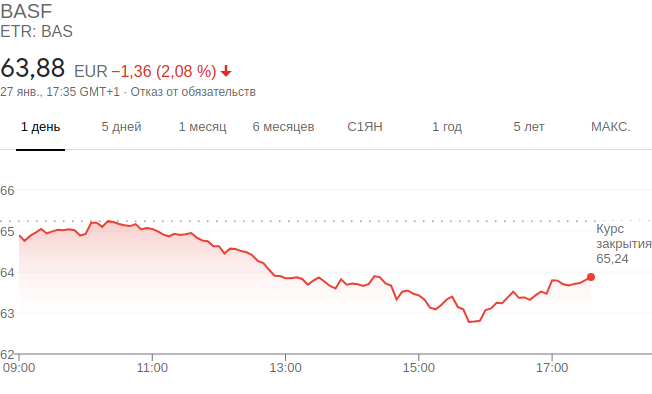 BASF
ETR: BAS
63,88 EUR −1,36 (2,08 %)
27 янв., 17:35 GMT+1 · Отказ от обязательств
1 день 5 дней 1 месяц 6 месяцев С1ЯН 1 год 5 лет МАКС.
66
65
64
63
62
Курс
закрытия
65,24
09:00 11:00 13:00 15:00 17:00